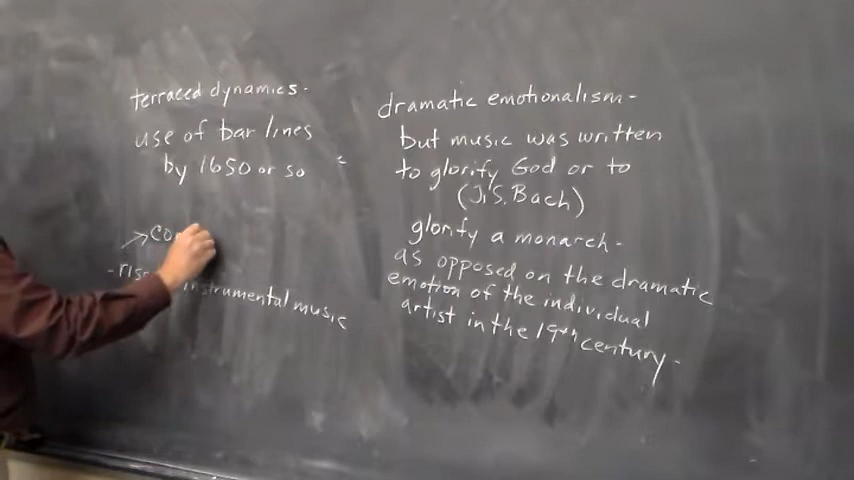 terraced dynamics-
use of bar lines
by 1650 or so
instrumental music
dramatic emotionalism-
but music was written
to glorify God or to
(J.S. Bach)
glorify a monarch-
as opposed on the dramatic
emotion of the individual
artist in the 19th century-